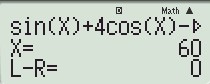 D Math ▲
sin(X)+4cos(X)-▷
X= 60
L-R= 0